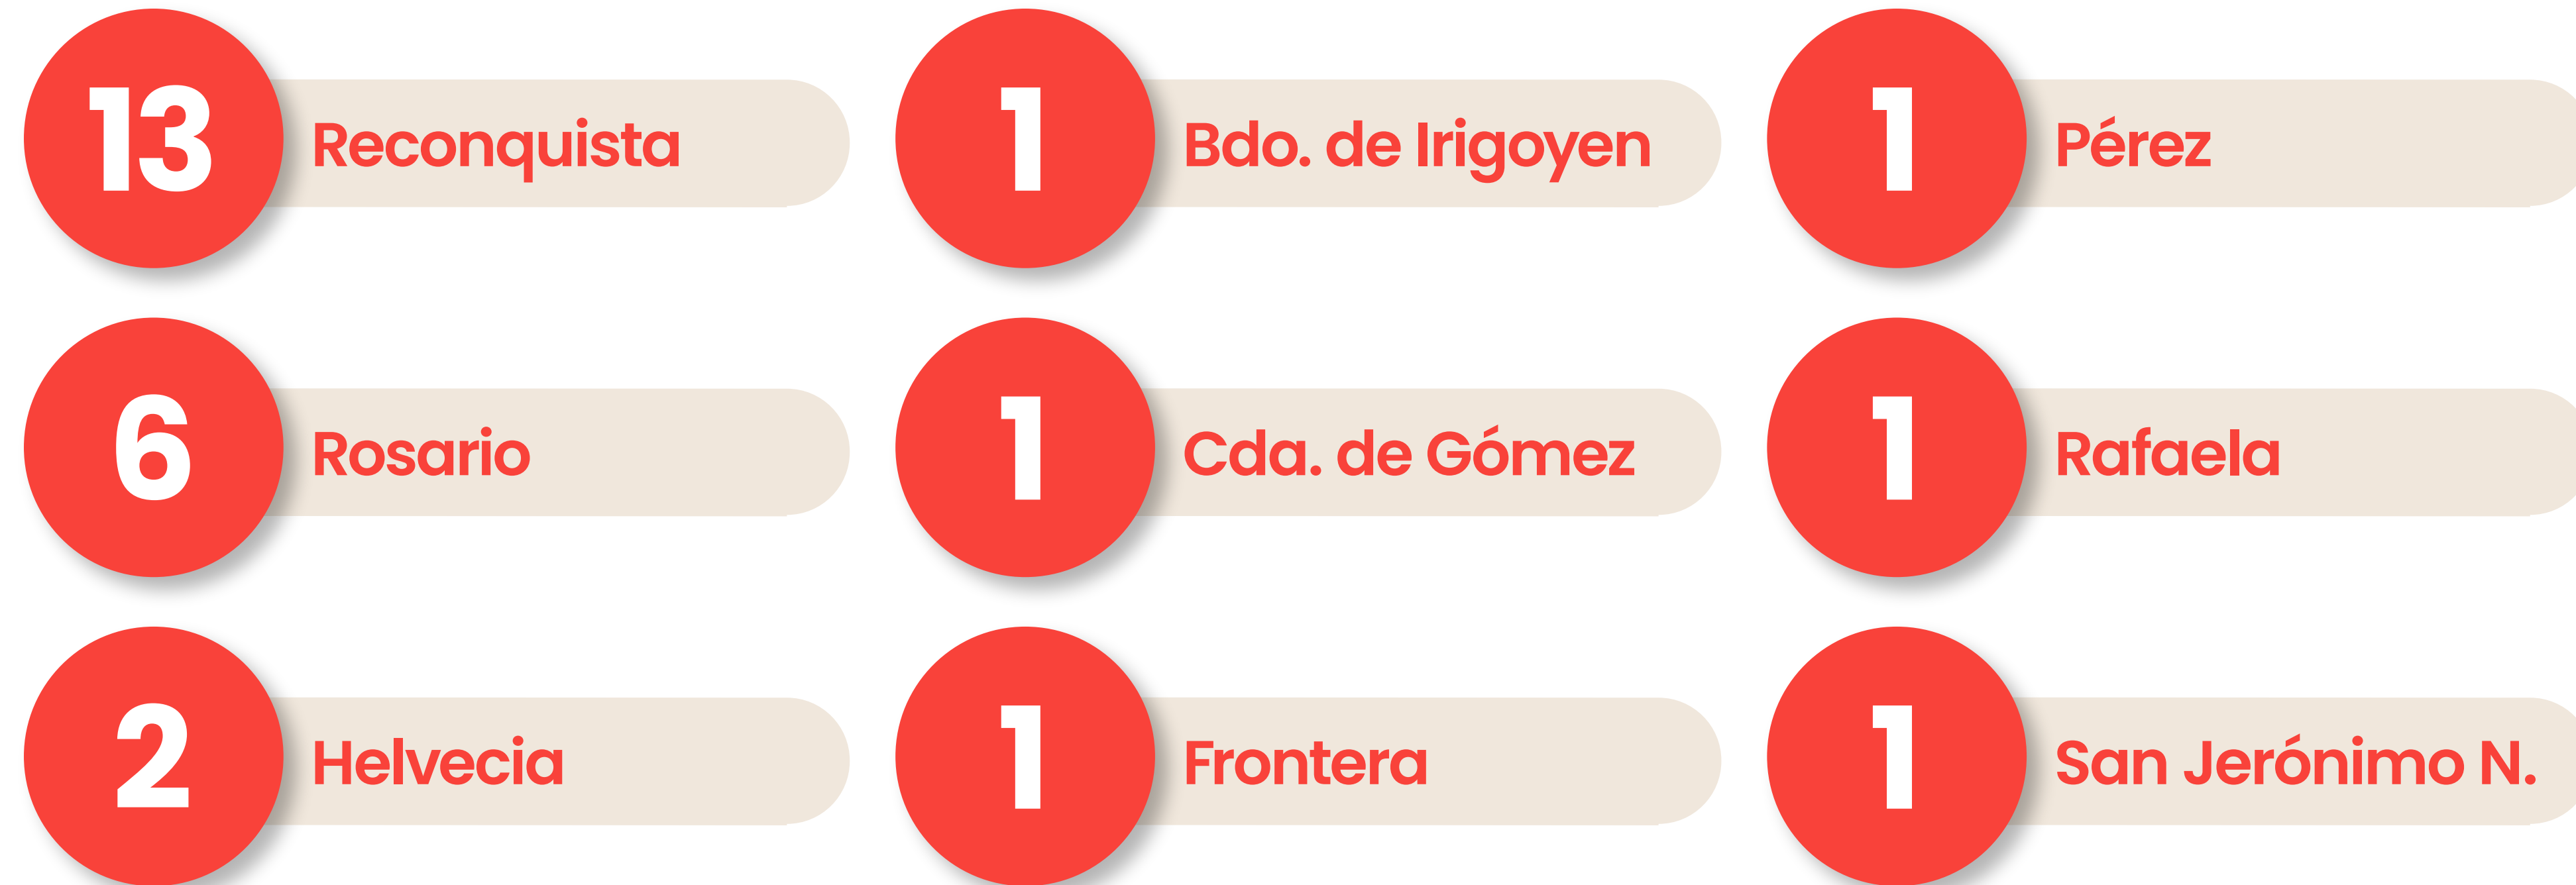 13 Reconquista
1 Bdo. de Irigoyen
1 Pérez
6 Rosario
1 Cda. de Gómez
1 Rafaela
2 Helvecia
1 Frontera
1 San Jerónimo N.